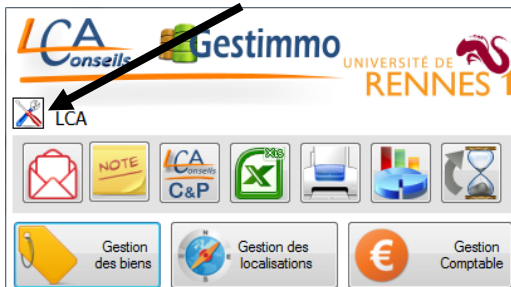 LCA
Conseils
Gestimmo
UNIVERSITÉ DE
RENNES 1
LCA
NOTE
LCA
Conseils
C&P
Xls
X
Gestion
des biens
N
Gestion des
localisations
€
Gestion
Comptable